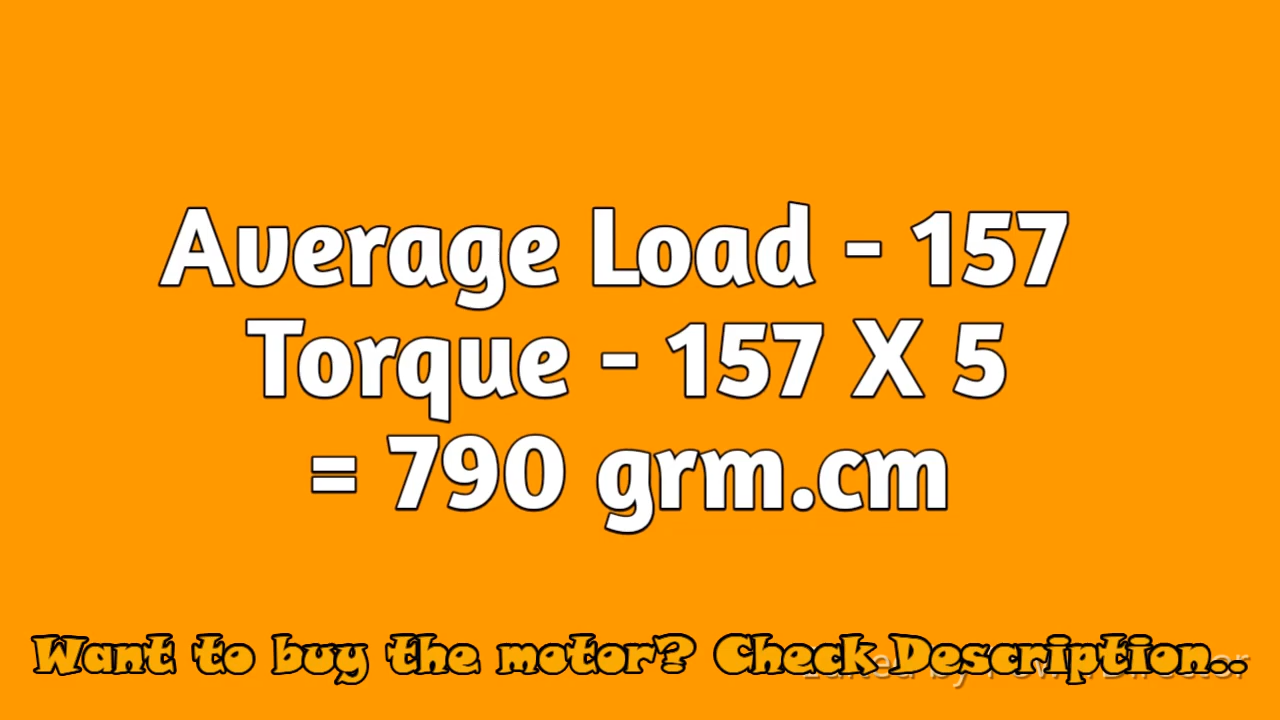 Average Load - 157
Torque - 157 X 5
= 790 grm.cm
Want to buy the motor? Check Description..